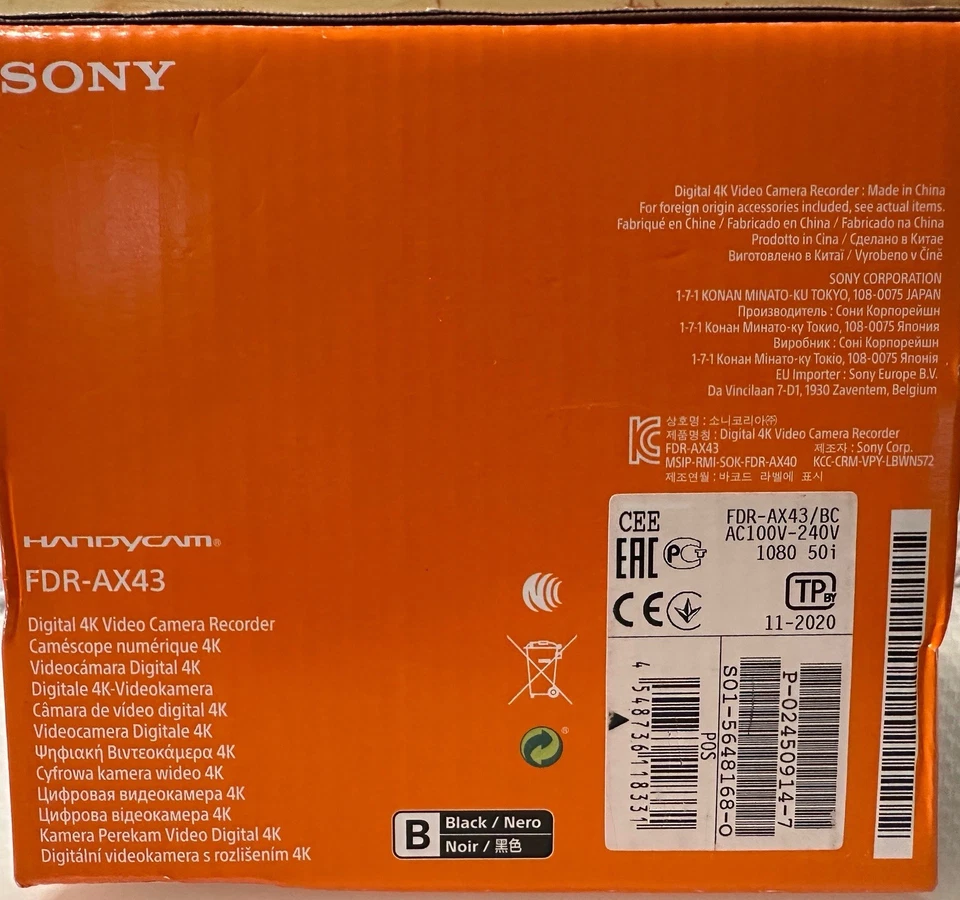 SONY
Digital 4K Video Camera Recorder : Made in China
For foreign origin accessories included, see actual items.
Fabriqué en Chine / Fabricado en China / Fabricado na China
Prodotto in Cina / Сделано в Китае
Виготовлено в Китаї / Vyrobeno v Číně
SONY CORPORATION
1-7-1 KONAN MINATO-KU TOKYO, 108-0075 JAPAN
Производитель : Сони Корпорейшн
1-7-1 Конан Минато-ку Токио, 108-0075 Япония
Виробник : Соні Корпорейшн
1-7-1 Конан Мінато-ку Токіо, 108-0075 Японія
EU Importer : Sony Europe B.V.
Da Vincilaan 7-D1, 1930 Zaventem, Belgium
상호명 : 소니코리아㈜
제품명칭 : Digital 4K Video Camera Recorder
FDR-AX43 제조자 : Sony Corp.
MSIP-RMI-SOK-FDR-AX40 KCC-CRM-VPY-LBWN572
제조연월 : 바코드 라벨에 표시
CEE
EAC
FDR-AX43/BC
AC100V-240V
1080 50i
CE
TP BY
11-2020
4 548736 118331
POS
S01-5648168-0
P-02450914-7
HANDYCAM®
FDR-AX43
Digital 4K Video Camera Recorder
Caméscope numérique 4K
Videocámara Digital 4K
Digitale 4K-Videokamera
Câmara de vídeo digital 4K
Videocamera Digitale 4K
Ψηφιακή Βιντεοκάμερα 4K
Cyfrowa kamera wideo 4K
Цифровая видеокамера 4K
Цифрова відеокамера 4K
Kamera Perekam Video Digital 4K
Digitální videokamera s rozlišením 4K
®
B
Black / Nero
Noir / 黑色